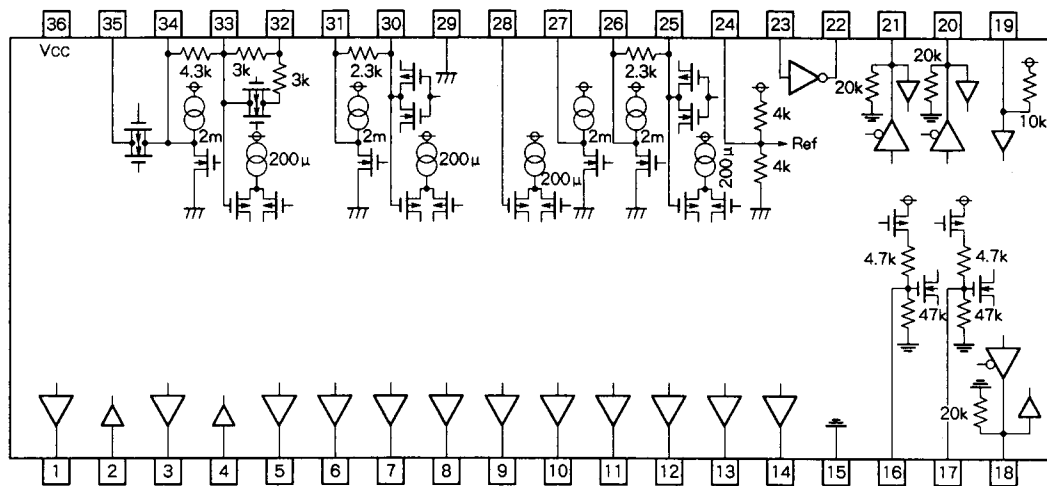 36 35 34 33 32 31 30 29 28 27 26 25 24 23 22 21 20 19
Vcc
4.3k
3k
3k
2.3k
2.3k
20k
20k
10k
4k
Ref
4k
2m
200μ
2m
200μ
200μ
2m
2m
200μ
4.7k
4.7k
47k
47k
20k
1 2 3 4 5 6 7 8 9 10 11 12 13 14 15 16 17 18